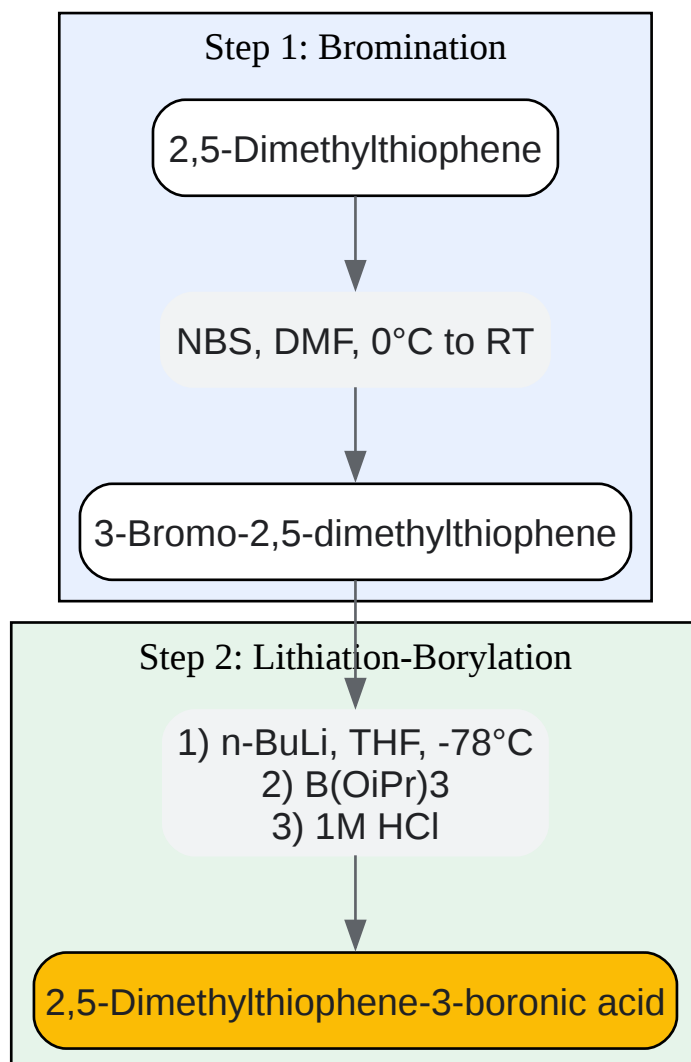 Step 1: Bromination
2,5-Dimethylthiophene
NBS, DMF, 0°C to RT
3-Bromo-2,5-dimethylthiophene
Step 2: Lithiation-Borylation
1) n-BuLi, THF, -78°C
2) B(OiPr)3
3) 1M HCl
2,5-Dimethylthiophene-3-boronic acid